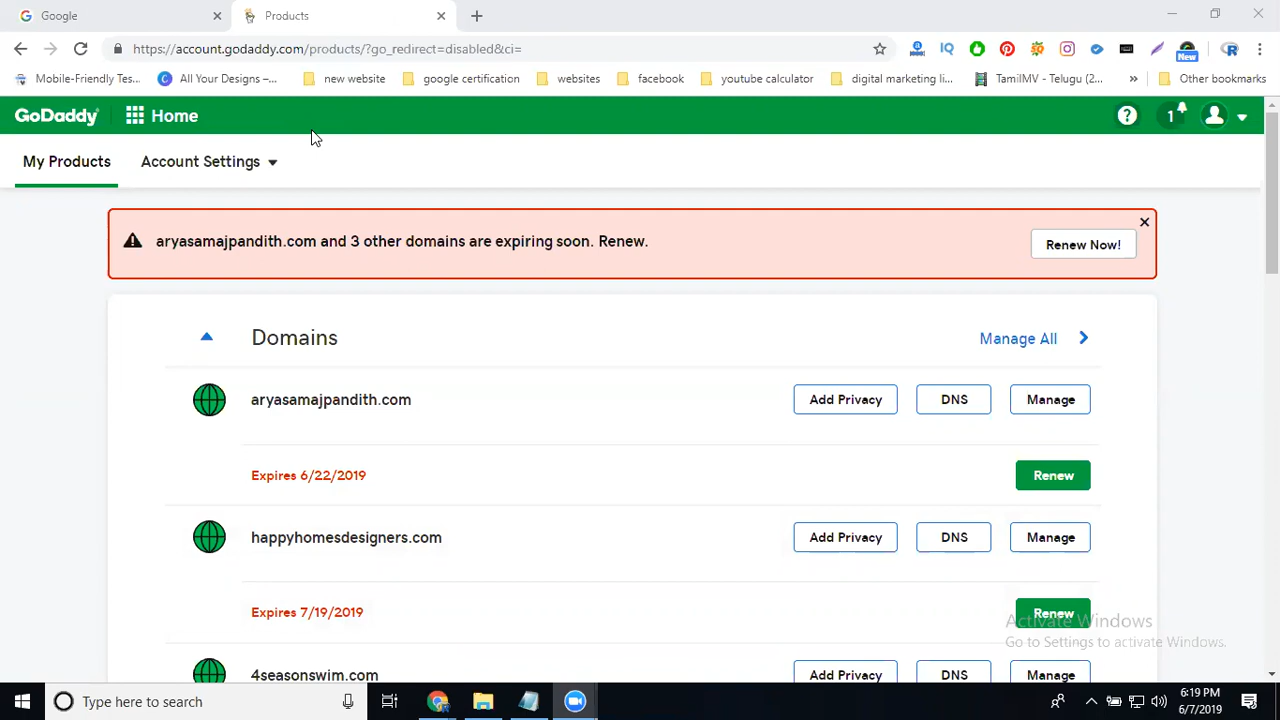 Google
Products
https://account.godaddy.com/products/?go_redirect=disabled&ci=
New
Mobile-Friendly Tes...
All Your Designs –...
new website
google certification
websites
facebook
youtube calculator
digital marketing li...
TamilMV - Telugu (2...
»
Other bookmarks
GoDaddy
Home
? 1
My Products
Account Settings
aryasamajpandith.com and 3 other domains are expiring soon. Renew.
Renew Now!
Domains
Manage All
aryasamajpandith.com
Add Privacy
DNS
Manage
Expires 6/22/2019
Renew
happyhomesdesigners.com
Add Privacy
DNS
Manage
Expires 7/19/2019
Renew
Activate Windows
Go to Settings to activate Windows.
4seasonswim.com
Add Privacy
DNS
Manage
Type here to search
6:19 PM
6/7/2019